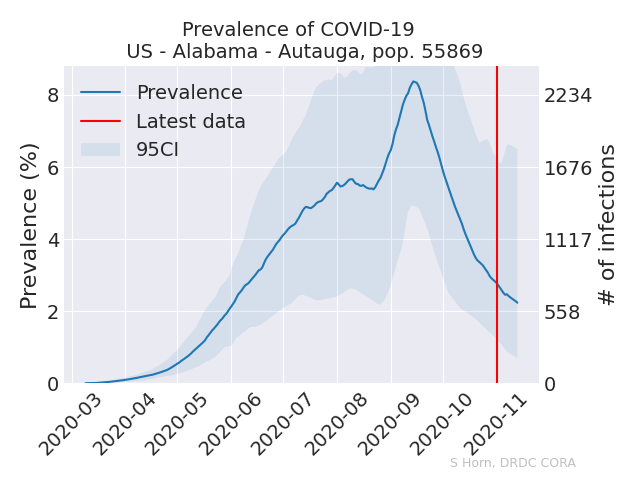 Prevalence of COVID-19
US - Alabama - Autauga, pop. 55869
Prevalence
Latest data
95CI
Prevalence (%)
8
6
4
2
0
2234
1676
1117
558
0
# of infections
2020-03
2020-04
2020-05
2020-06
2020-07
2020-08
2020-09
2020-10
2020-11
S Horn, DRDC CORA